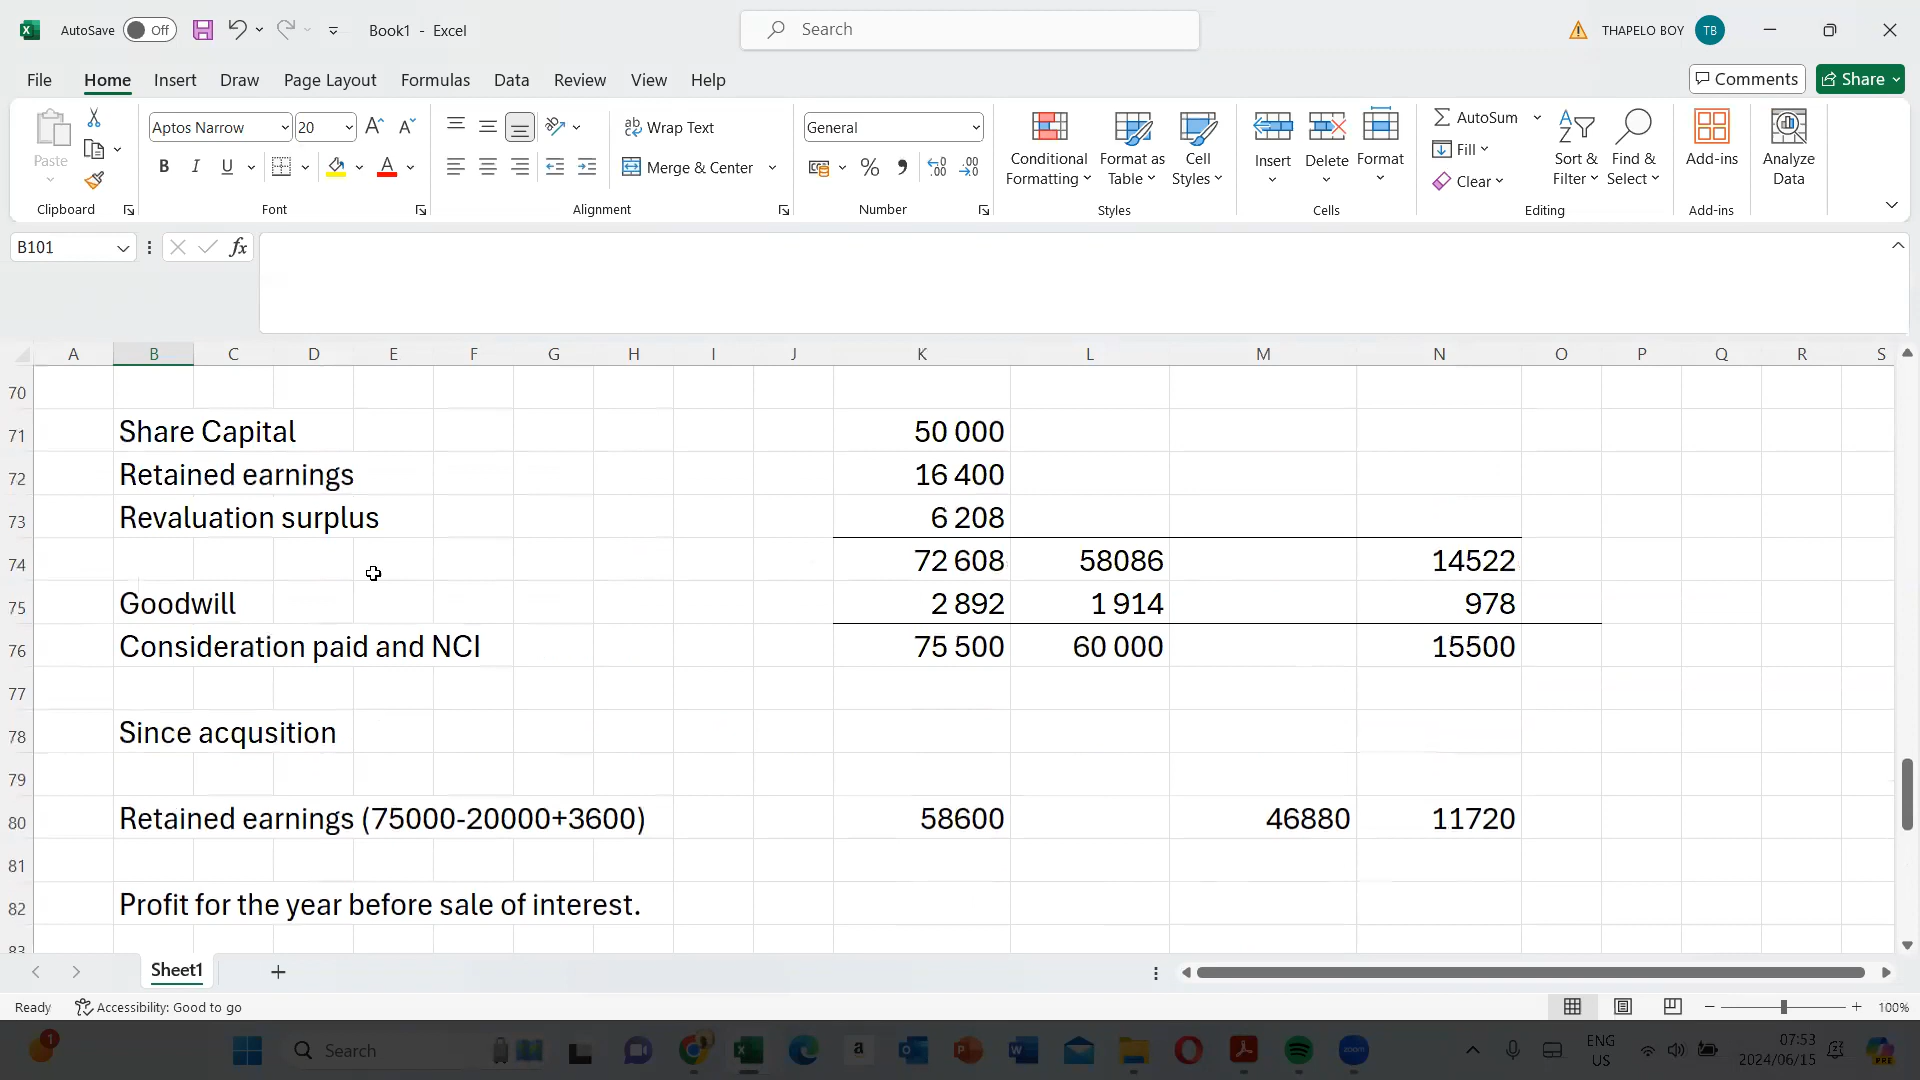 AutoSave Off Book1 - Excel Search THAPELO BOY TB
File Home Insert Draw Page Layout Formulas Data Review View Help Comments Share
Paste Aptos Narrow 20 Wrap Text General Conditional Formatting Format as Table Cell Styles Insert Delete Format AutoSum Fill Clear Sort & Filter Find & Select Add-ins Analyze Data
B I U Merge & Center
Clipboard Font Alignment Number Styles Cells Editing Add-ins
B101 fx
A B C D E F G H I J K L M N O P Q R S
70
71 Share Capital 50 000
72 Retained earnings 16 400
73 Revaluation surplus 6 208
74 72 608 58086 14522
75 Goodwill 2 892 1 914 978
76 Consideration paid and NCI 75 500 60 000 15500
77
78 Since acqusition
79
80 Retained earnings (75000-20000+3600) 58600 46880 11720
81
82 Profit for the year before sale of interest.
83
Sheet1
Ready Accessibility: Good to go 100%
Search ENG US 07:53 2024/06/15